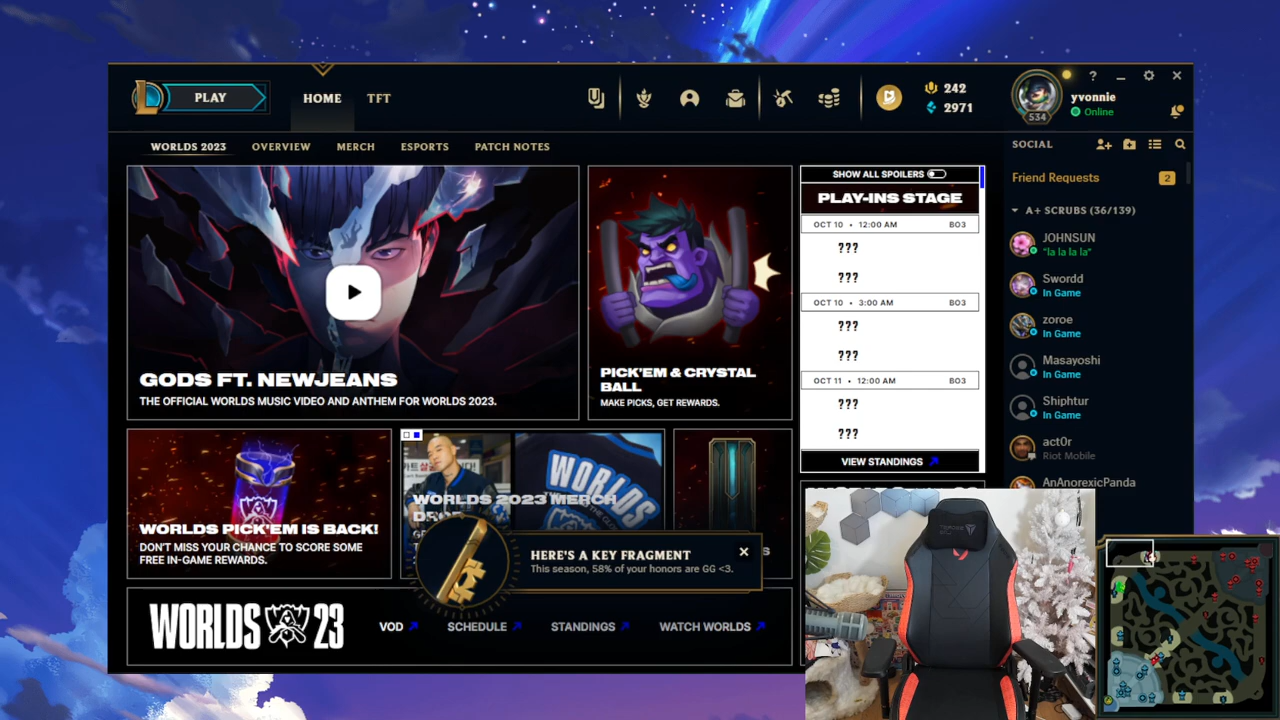 PLAY
HOME
TFT
242
2971
534
yvonnie
Online
WORLDS 2023
OVERVIEW
MERCH
ESPORTS
PATCH NOTES
SOCIAL
Friend Requests
2
A+ SCRUBS (36/139)
JOHNSUN
"la la la la"
Swordd
In Game
zoroe
In Game
Masayoshi
In Game
Shiphtur
In Game
act0r
Riot Mobile
AnAnorexicPanda
GODS FT. NEWJEANS
THE OFFICIAL WORLDS MUSIC VIDEO AND ANTHEM FOR WORLDS 2023.
PICK'EM & CRYSTAL
BALL
MAKE PICKS, GET REWARDS.
SHOW ALL SPOILERS
PLAY-INS STAGE
OCT 10 • 12:00 AM BO3
???
???
OCT 10 • 3:00 AM BO3
???
???
OCT 11 • 12:00 AM BO3
???
???
VIEW STANDINGS
WORLDS PICK'EM IS BACK!
DON'T MISS YOUR CHANCE TO SCORE SOME
FREE IN-GAME REWARDS.
WORLDS
WORLDS 2023 MERCH
HERE'S A KEY FRAGMENT
This season, 58% of your honors are GG <3.
WORLDS 23
VOD
SCHEDULE
STANDINGS
WATCH WORLDS